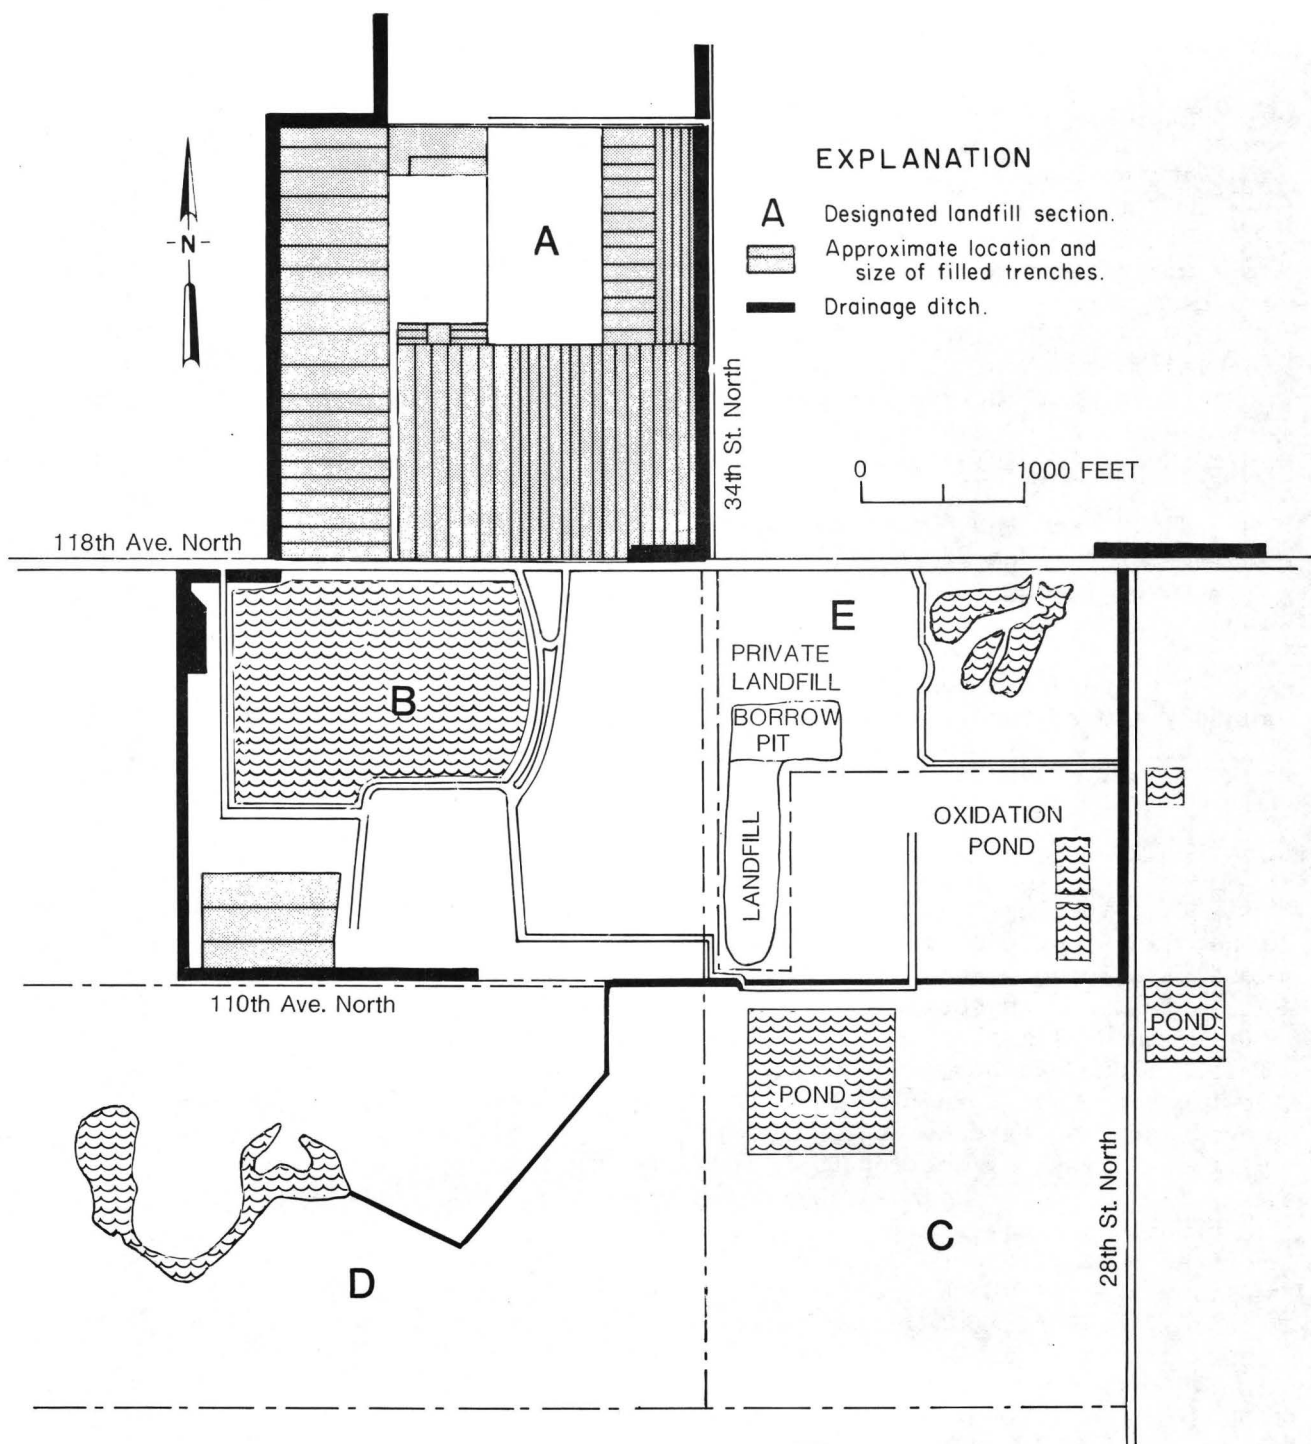 EXPLANATION
A
Designated landfill section.
Approximate location and
size of filled trenches.
Drainage ditch.
N
A
34th St. North
0 1000 FEET
118th Ave. North
E
PRIVATE
LANDFILL
BORROW
PIT
B
LANDFILL
OXIDATION
POND
110th Ave. North
POND
POND
28th St. North
C
D